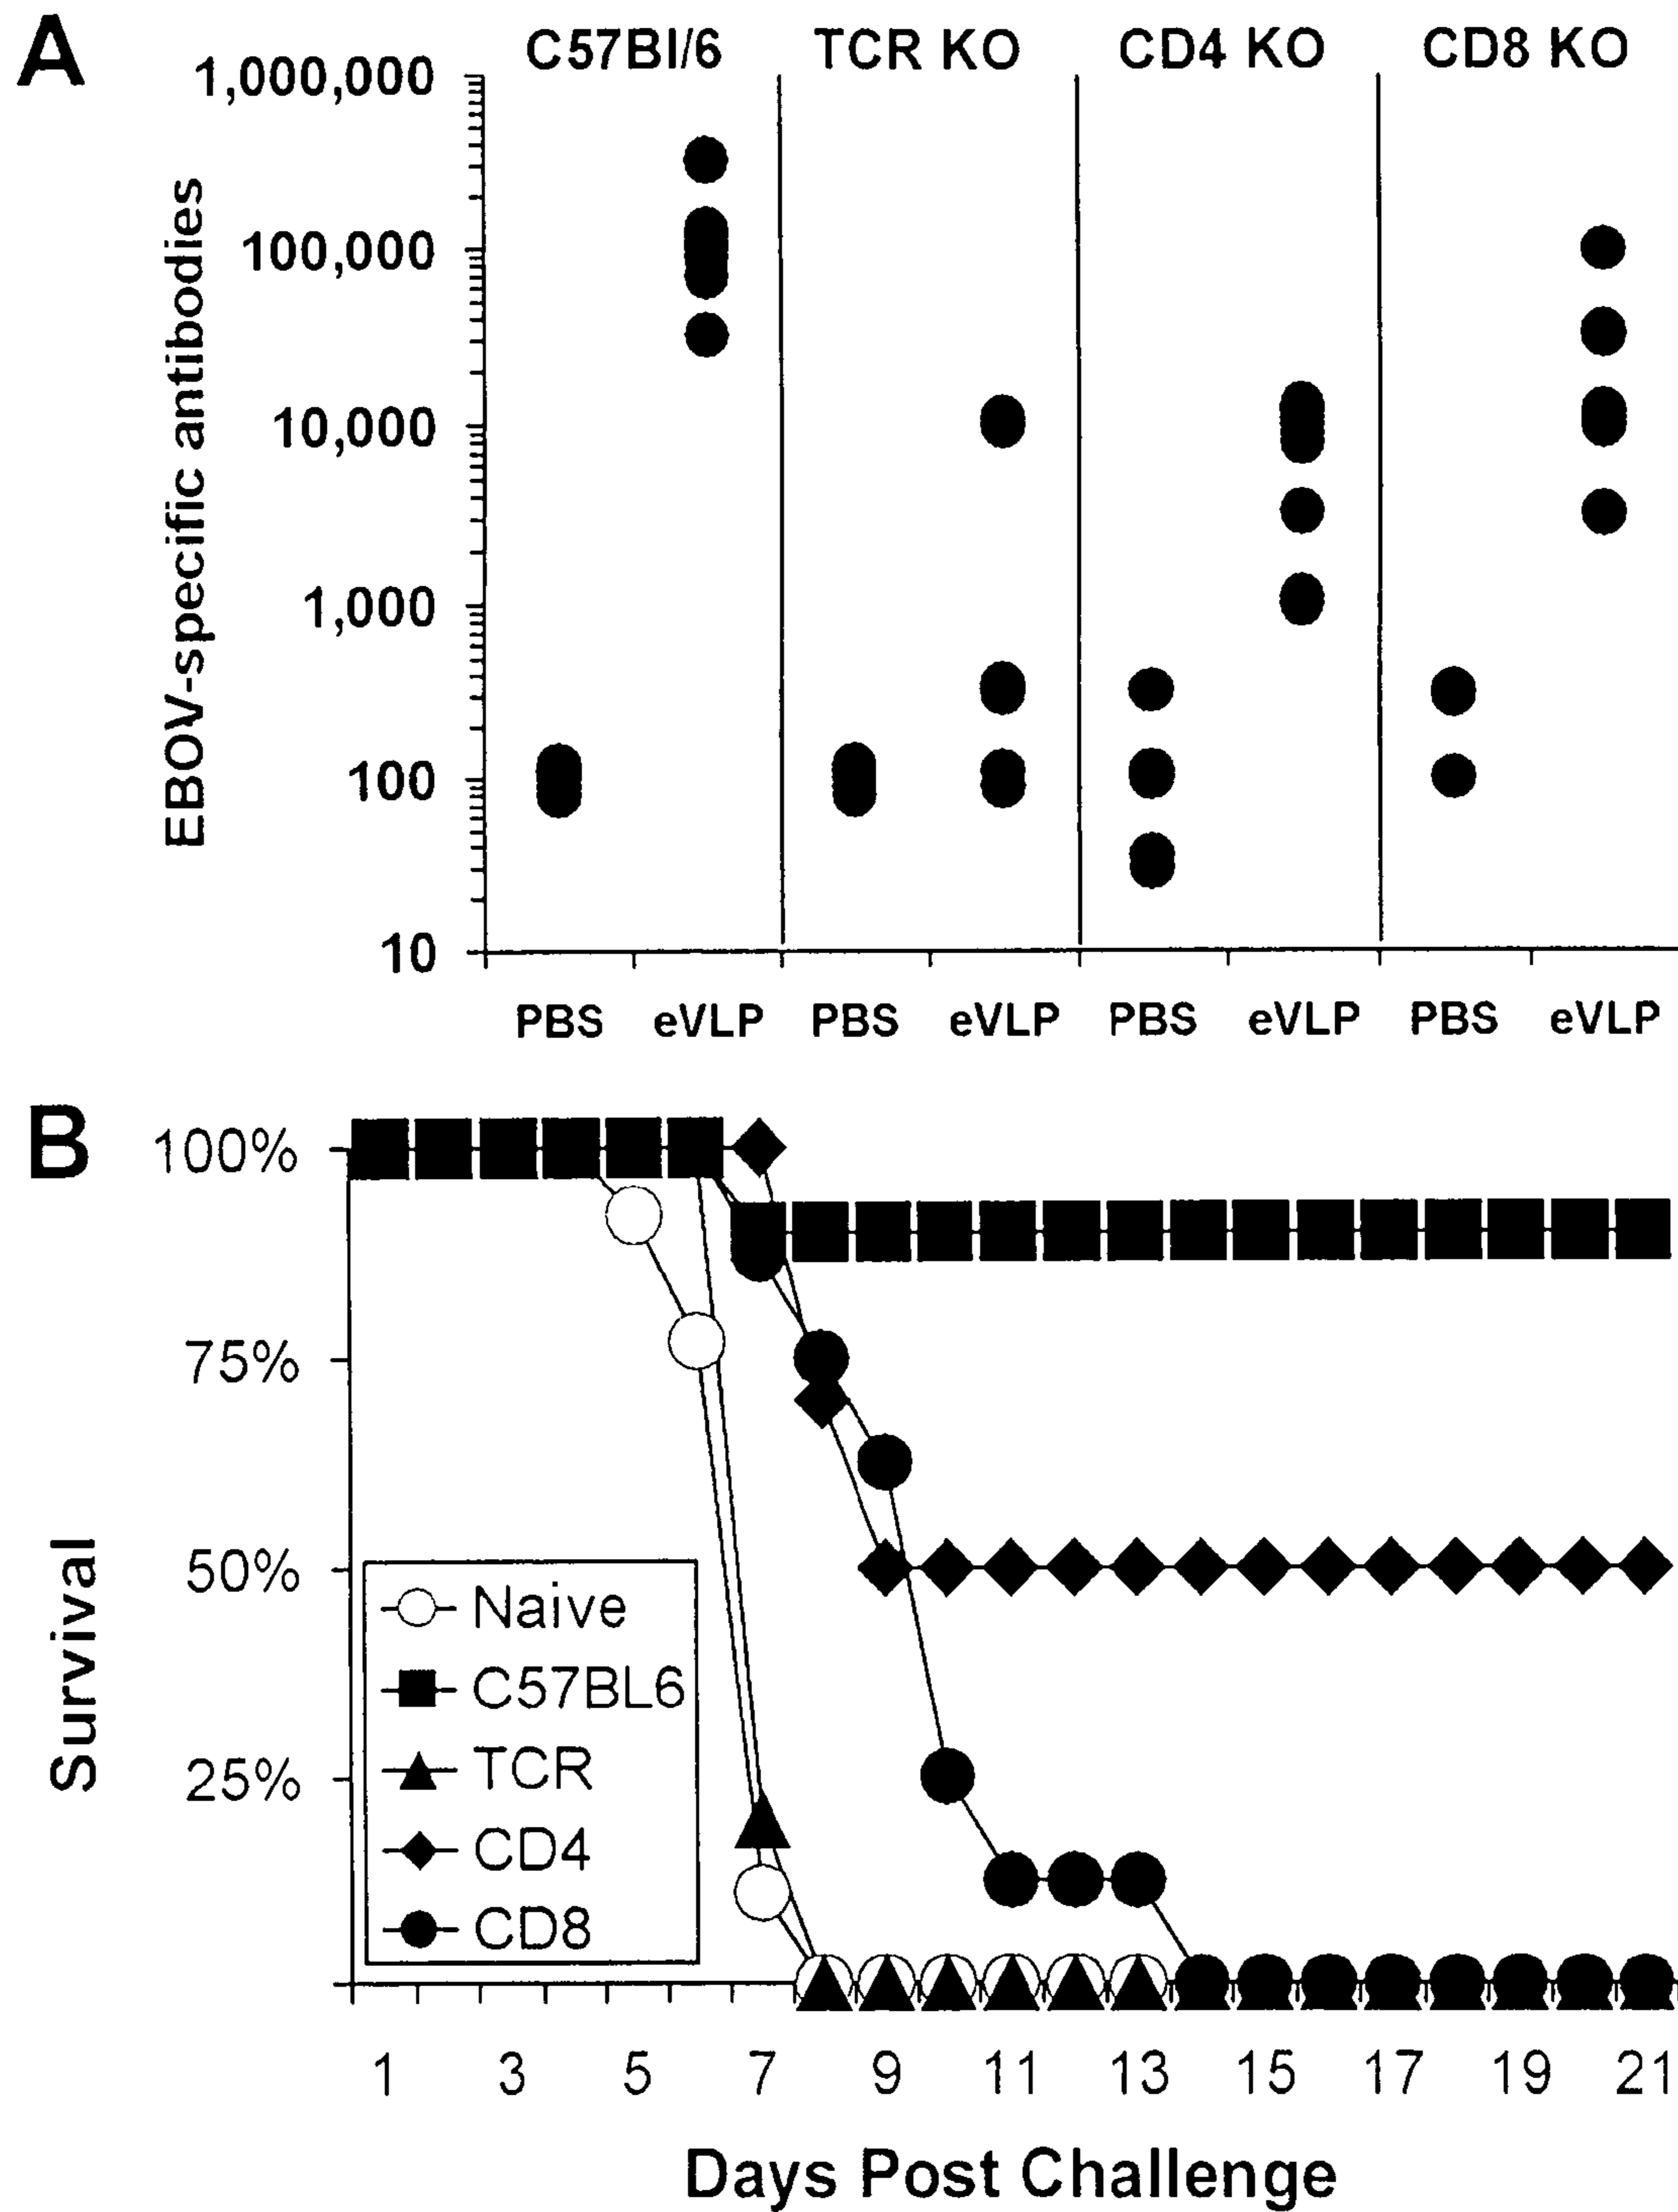 A
C57Bl/6 TCR KO CD4 KO CD8 KO
1,000,000
100,000
10,000
1,000
100
10
EBOV-specific antibodies
PBS eVLP PBS eVLP PBS eVLP PBS eVLP
B
100%
75%
50%
25%
Survival
Naive
C57BL6
TCR
CD4
CD8
1 3 5 7 9 11 13 15 17 19 21
Days Post Challenge